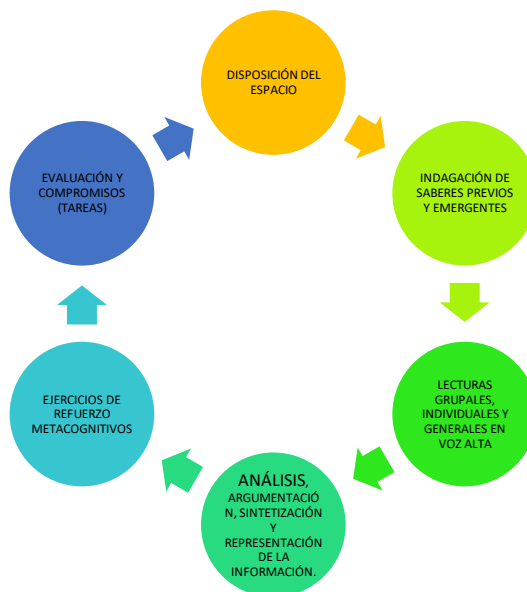 DISPOSICIÓN DEL
ESPACIO
INDAGACIÓN DE
SABERES PREVIOS
Y EMERGENTES
LECTURAS
GRUPALES,
INDIVIDUALES Y
GENERALES EN
VOZ ALTA
ANÁLISIS,
ARGUMENTACIÓ
N, SINTETIZACIÓN
Y
REPRESENTACIÓN
DE LA
INFORMACIÓN.
EJERCICIOS DE
REFUERZO
METACOGNITIVOS
EVALUACIÓN Y
COMPROMISOS
(TAREAS)